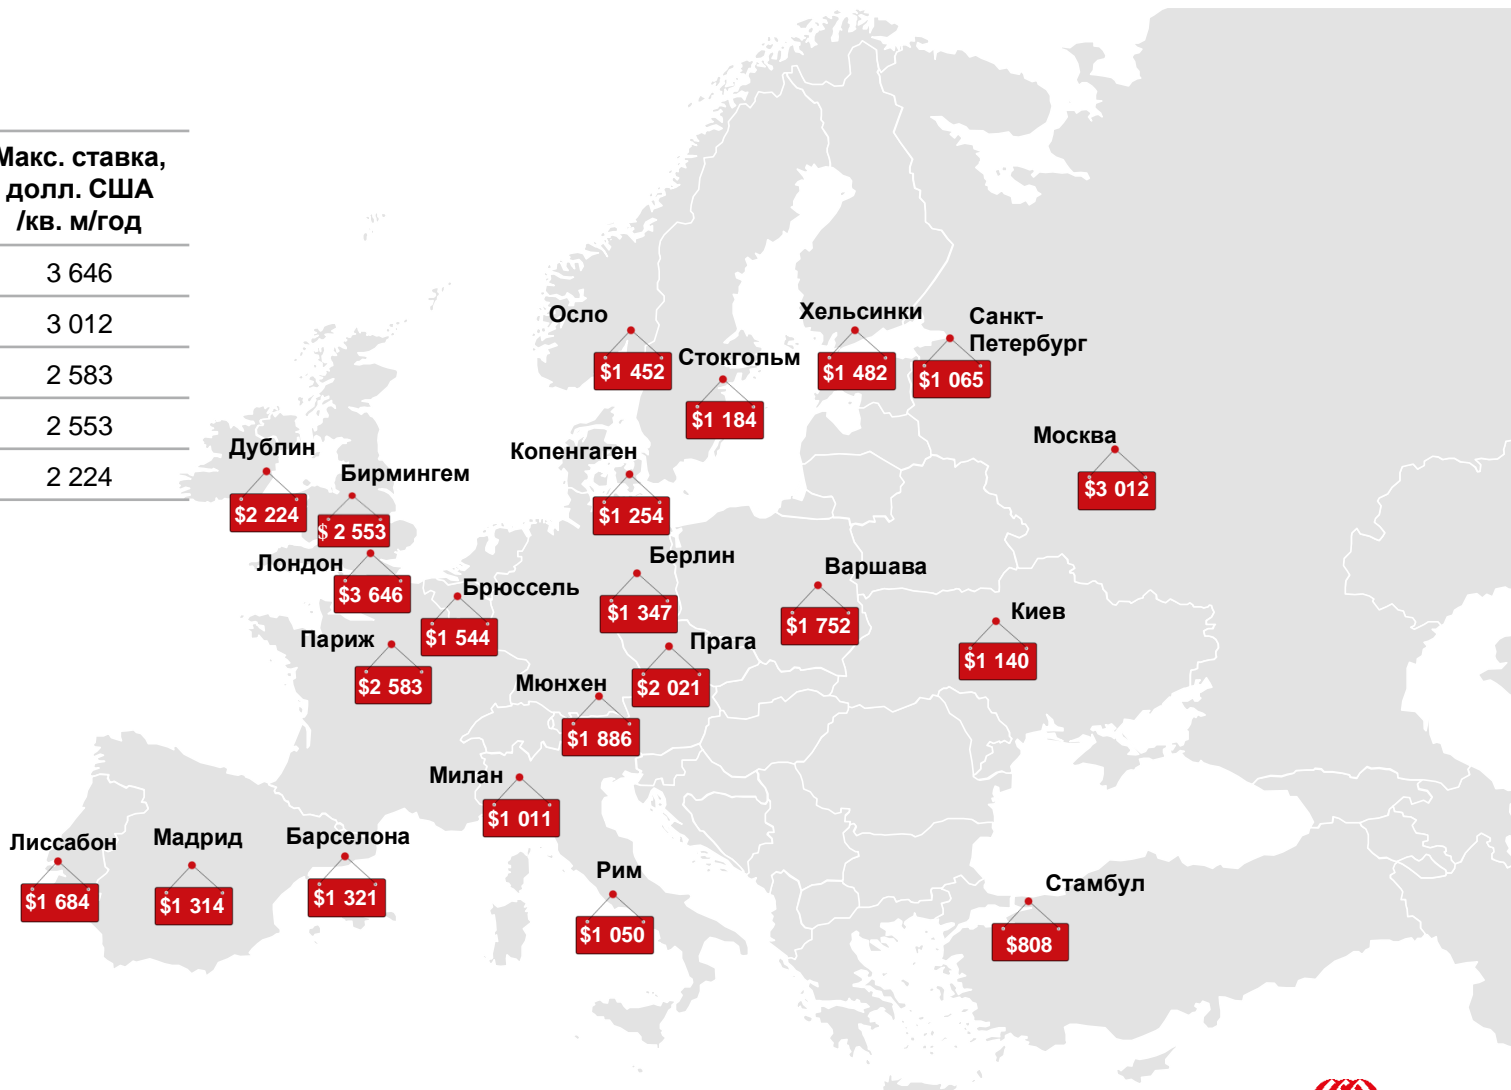 Макс. ставка,
долл. США
/кв. м/год
3 646
3 012
2 583
2 553
2 224
Осло
$1 452
Стокгольм
$1 184
Хельсинки
$1 482
Санкт-
Петербург
$1 065
Москва
$3 012
Дублин
$2 224
Бирмингем
$ 2 553
Копенгаген
$1 254
Лондон
$3 646
Брюссель
$1 544
Берлин
$1 347
Варшава
$1 752
Киев
$1 140
Париж
$2 583
Прага
$2 021
Мюнхен
$1 886
Милан
$1 011
Лиссабон
$1 684
Мадрид
$1 314
Барселона
$1 321
Рим
$1 050
Стамбул
$808